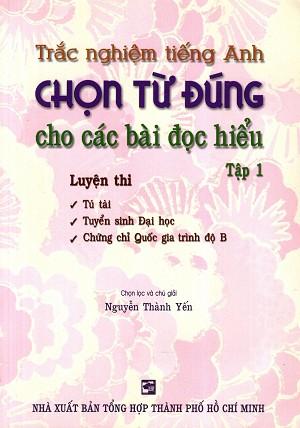 Trắc nghiệm tiếng Anh
CHỌN TỪ ĐÚNG
cho các bài đọc hiểu
Tập 1
Luyện thi
✓ Tú tài
✓ Tuyển sinh Đại học
✓ Chứng chỉ Quốc gia trình độ B
Chọn lọc và chú giải
Nguyễn Thành Yến
NHÀ XUẤT BẢN TỔNG HỢP THÀNH PHỐ HỒ CHÍ MINH